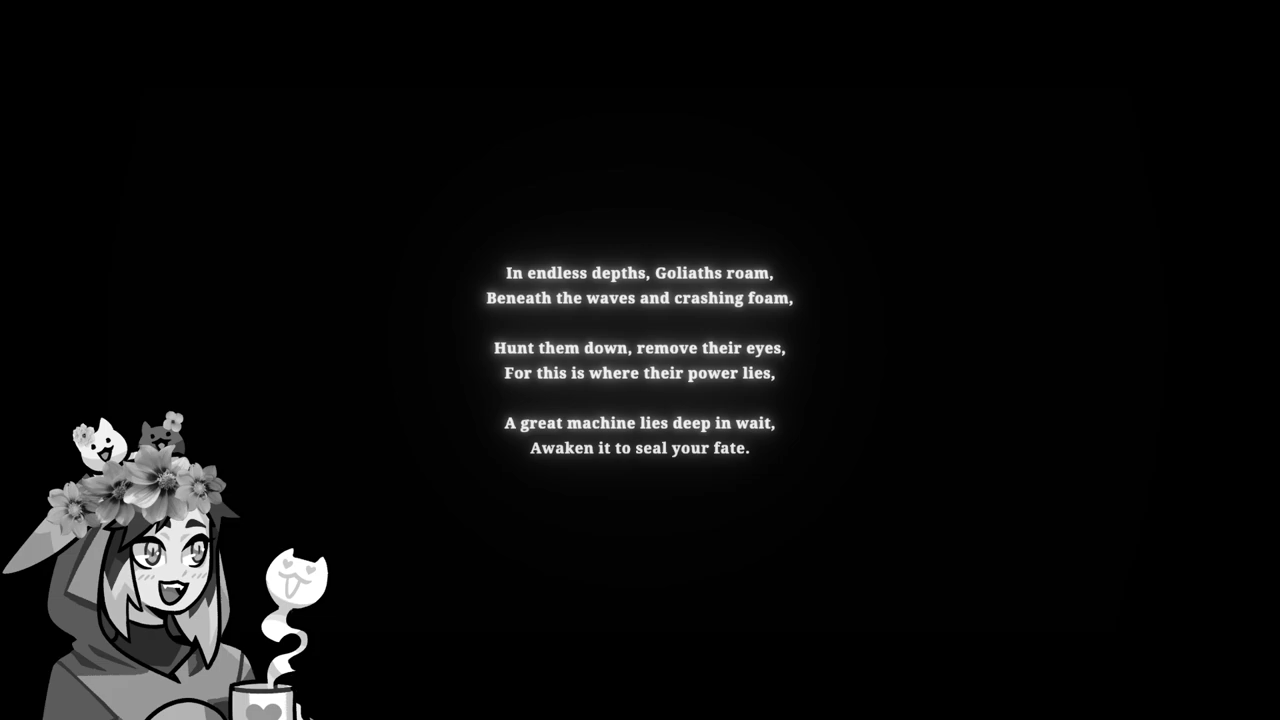 In endless depths, Goliaths roam,
Beneath the waves and crashing foam,
Hunt them down, remove their eyes,
For this is where their power lies,
A great machine lies deep in wait,
Awaken it to seal your fate.